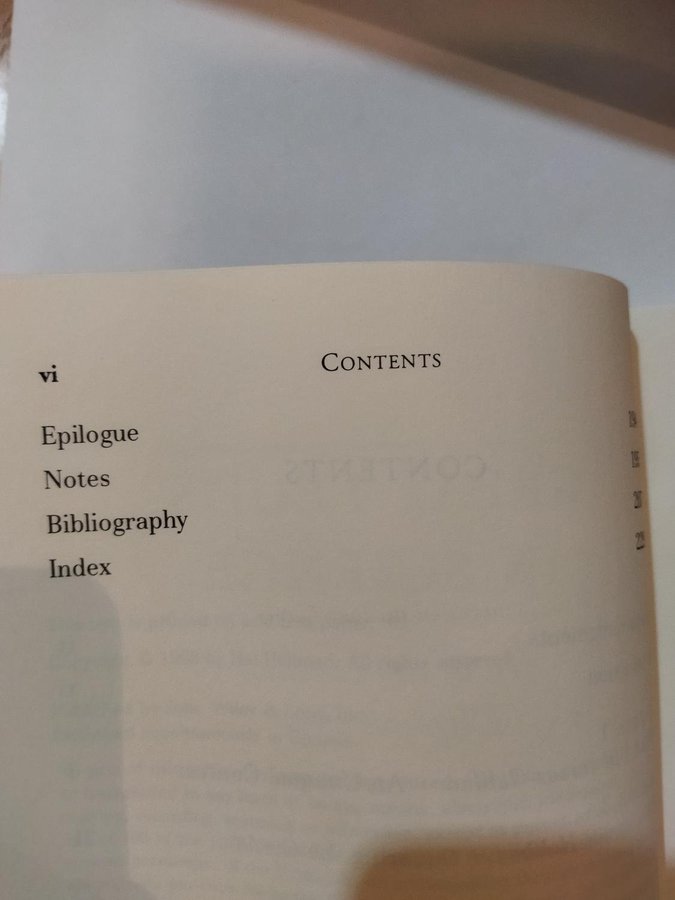 vi CONTENTS
Epilogue
Notes
Bibliography
Index